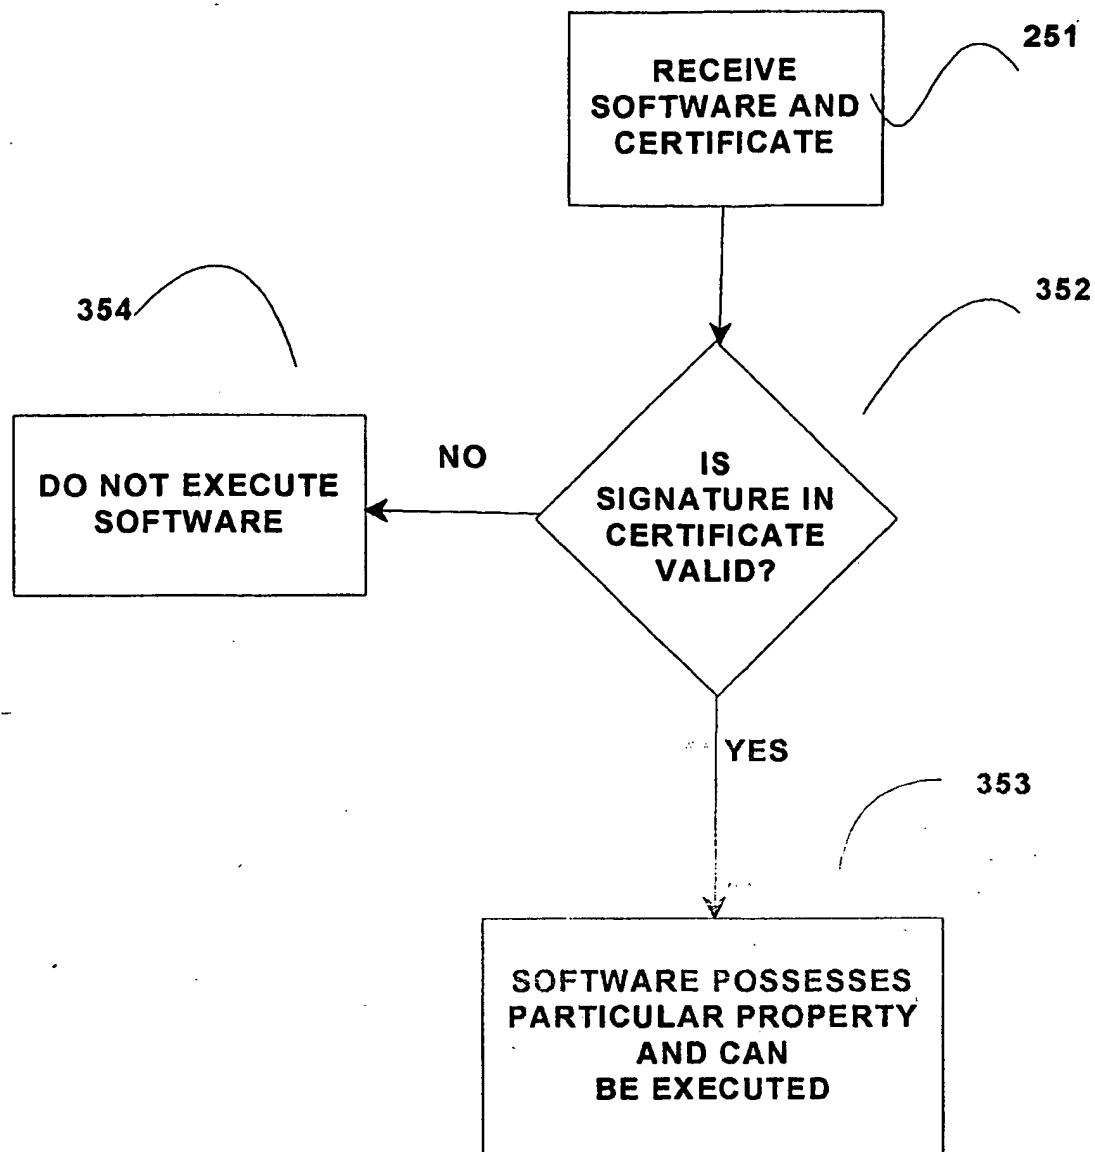 251
RECEIVE
SOFTWARE AND
CERTIFICATE
352
354
NO
IS
SIGNATURE IN
CERTIFICATE
VALID?
DO NOT EXECUTE
SOFTWARE
YES
353
SOFTWARE POSSESSES
PARTICULAR PROPERTY
AND CAN
BE EXECUTED